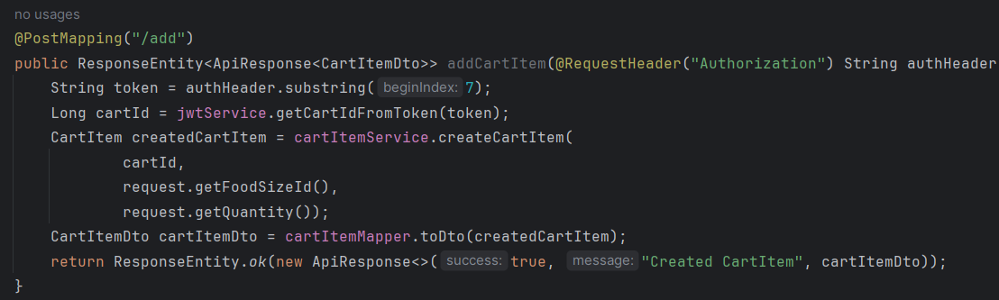 no usages
@PostMapping("/add")
public ResponseEntity<ApiResponse<CartItemDto>> addCartItem(@RequestHeader("Authorization") String authHeader
String token = authHeader.substring( beginIndex: 7);
Long cartId = jwtService.getCartIdFromToken(token);
CartItem createdCartItem = cartItemService.createCartItem(
cartId,
request.getFoodSizeId(),
request.getQuantity());
CartItemDto cartItemDto = cartItemMapper.toDto(createdCartItem);
return ResponseEntity.ok(new ApiResponse<>( success: true, message: "Created CartItem", cartItemDto));
}